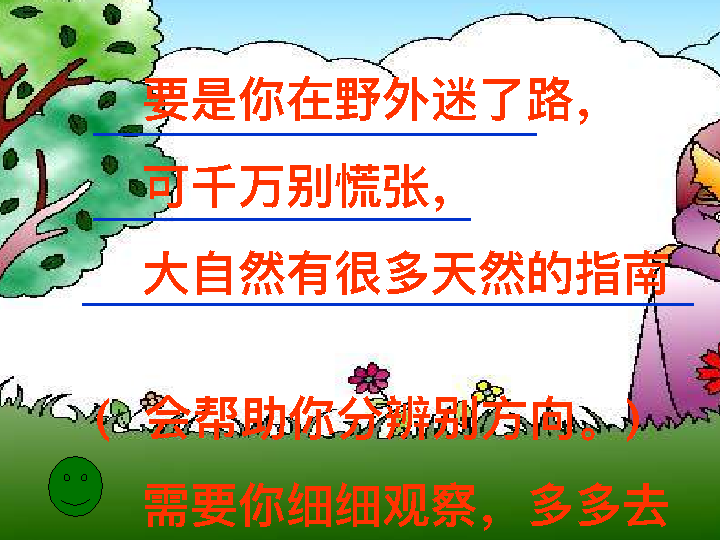 要是你在野外迷了路，
可千万别慌张，
大自然有很多天然的指南
（ 会帮助你分辨别方向。）
需要你细细观察，多多去